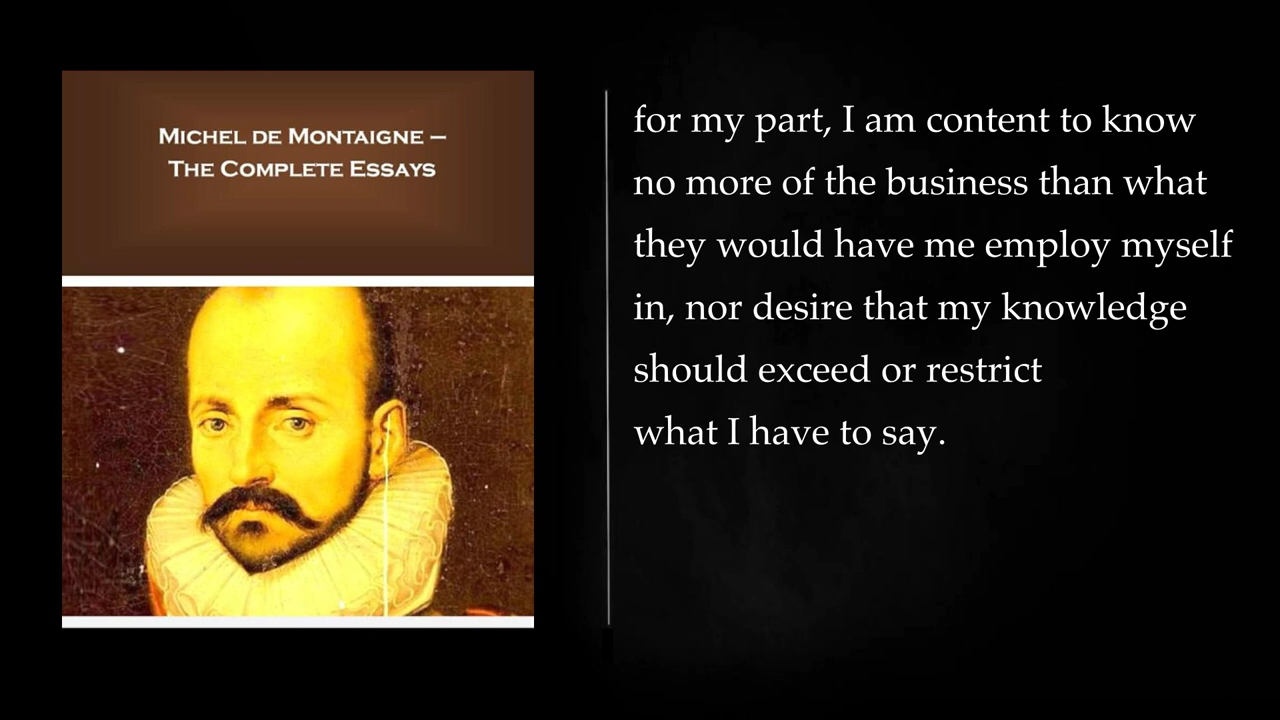 MICHEL DE MONTAIGNE –
THE COMPLETE ESSAYS
for my part, I am content to know
no more of the business than what
they would have me employ myself
in, nor desire that my knowledge
should exceed or restrict
what I have to say.